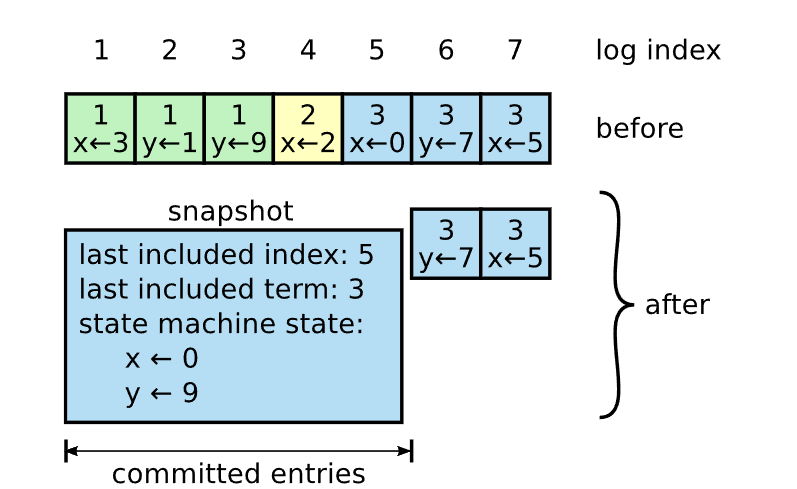 1 2 3 4 5 6 7 log index
1 1 1 2 3 3 3
x←3 y←1 y←9 x←2 x←0 y←7 x←5
before
snapshot
3 3
y←7 x←5
last included index: 5
last included term: 3
state machine state:
x ← 0
y ← 9
after
committed entries